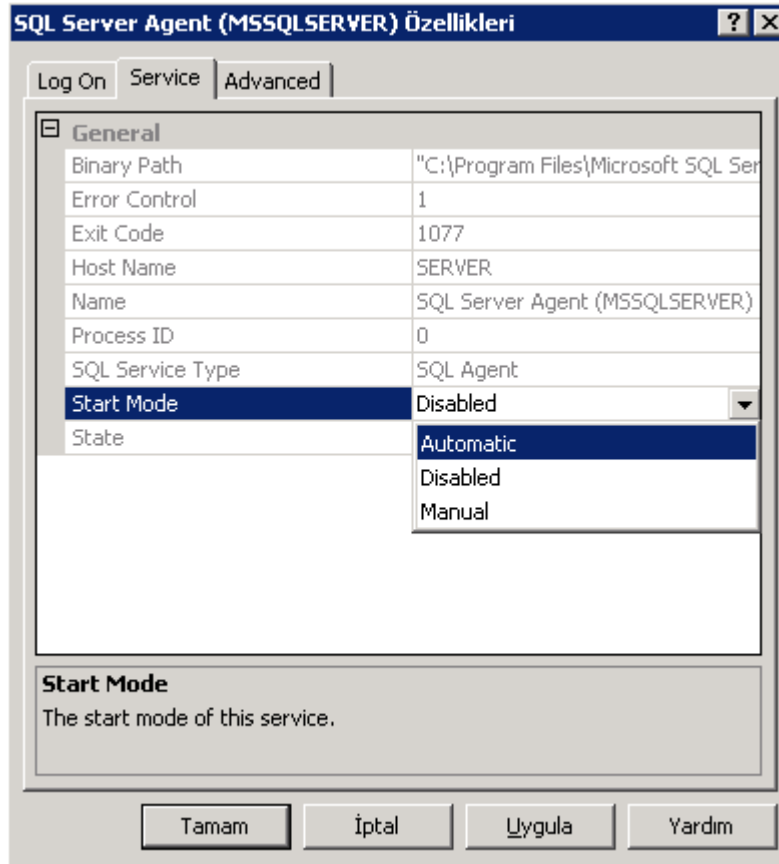 SQL Server Agent (MSSQLSERVER) Özellikleri
Log On Service Advanced
General
Binary Path "C:\Program Files\Microsoft SQL Ser
Error Control 1
Exit Code 1077
Host Name SERVER
Name SQL Server Agent (MSSQLSERVER)
Process ID 0
SQL Service Type SQL Agent
Start Mode Disabled
State Automatic
Disabled
Manual
Start Mode
The start mode of this service.
Tamam İptal Uygula Yardım